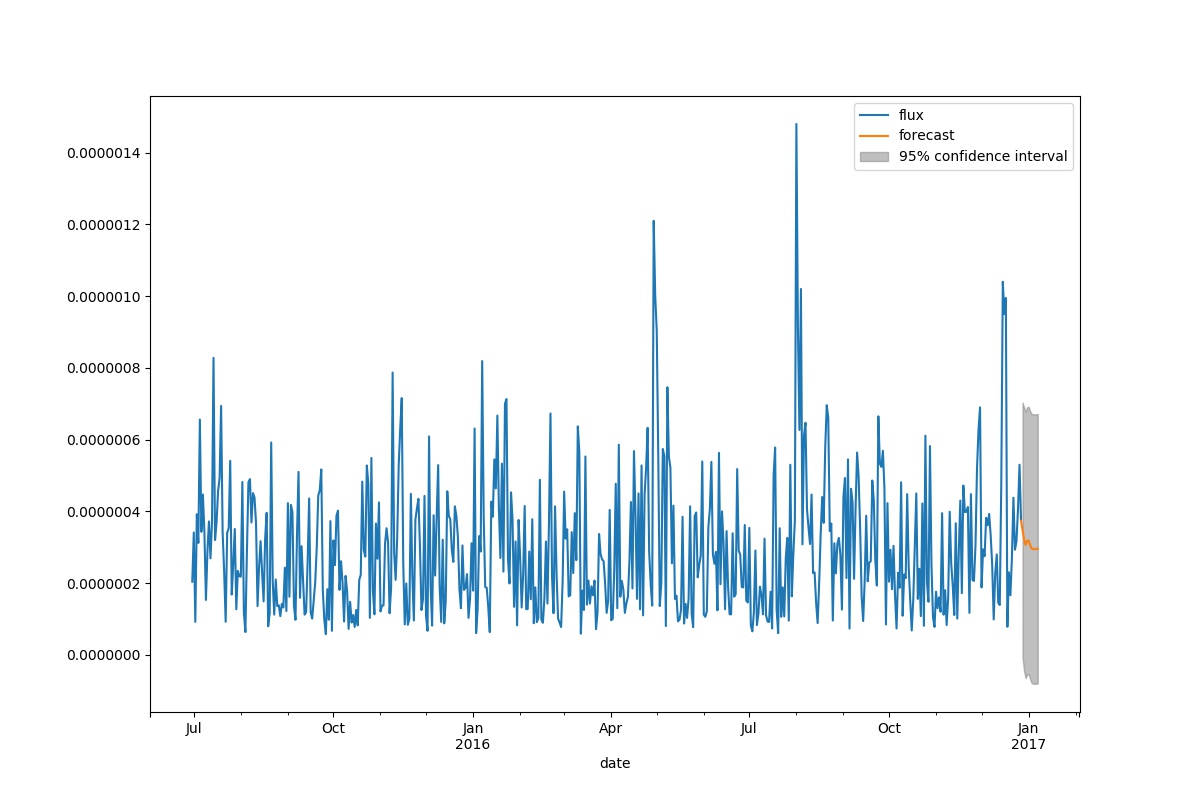 flux
forecast
95% confidence interval
0.0000014
0.0000012
0.0000010
0.0000008
0.0000006
0.0000004
0.0000002
0.0000000
Jul Oct Jan Apr Jul Oct Jan
2016 2017
date